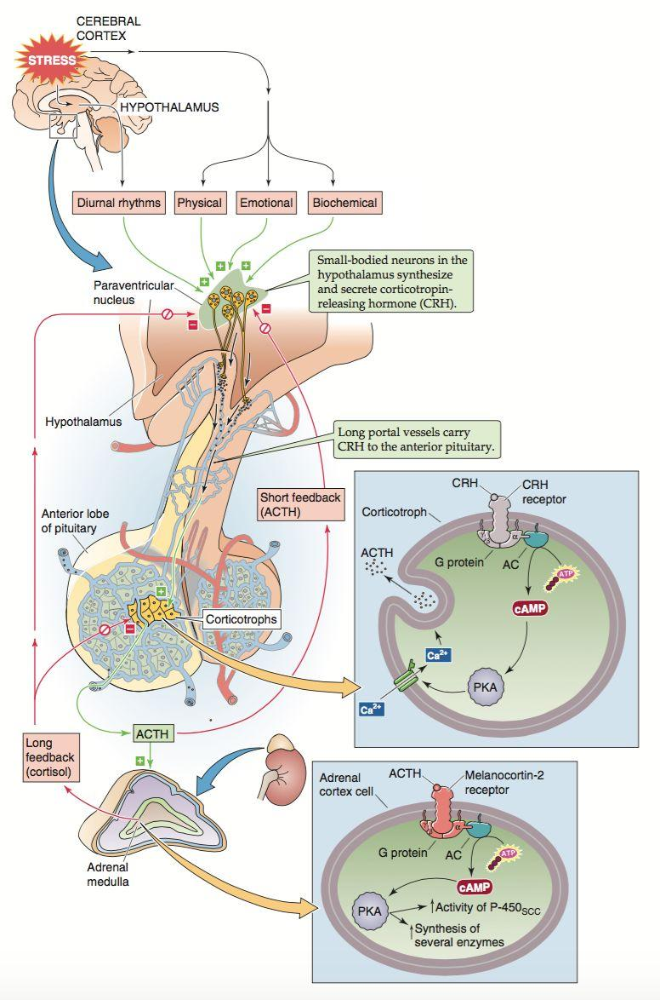 CEREBRAL
CORTEX
STRESS
HYPOTHALAMUS
Diurnal rhythms
Physical
Emotional
Biochemical
+
+
+
+
Small-bodied neurons in the
hypothalamus synthesize
and secrete corticotropin-
releasing hormone (CRH).
Paraventricular
nucleus
−
−
Hypothalamus
Long portal vessels carry
CRH to the anterior pituitary.
Short feedback
(ACTH)
Anterior lobe
of pituitary
+
−
Corticotrophs
CRH
CRH
receptor
Corticotroph
ACTH
G protein
γ
β
α
AC
ATP
cAMP
Ca2+
PKA
Ca2+
ACTH
+
Long
feedback
(cortisol)
Adrenal
medulla
Adrenal
cortex cell
ACTH
Melanocortin-2
receptor
γ
β
α
G protein
AC
ATP
cAMP
PKA
↑Activity of P-450SCC
↑Synthesis of
several enzymes